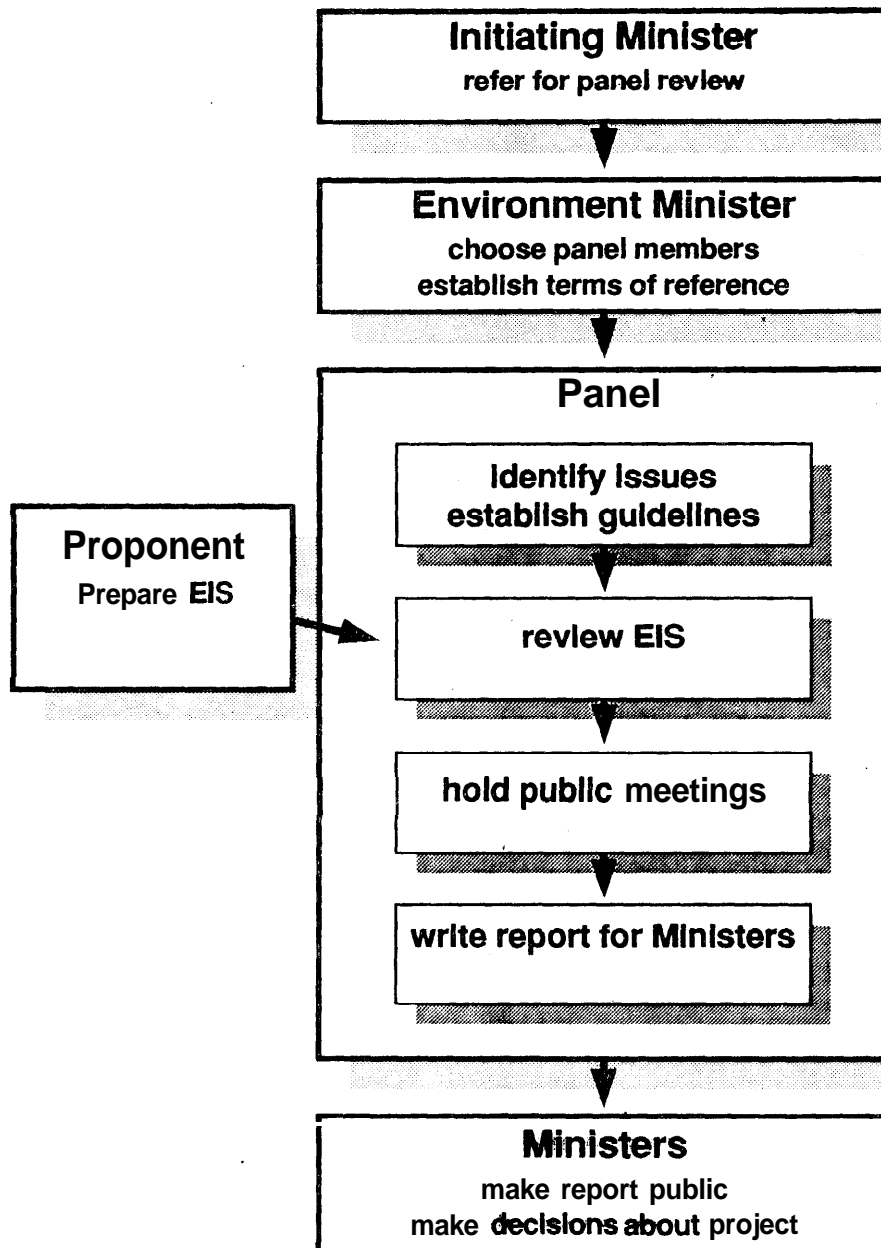 Initiating Minister
refer for panel review
Environment Minister
choose panel members
establish terms of reference
Panel
identify issues
establish guidelines
Proponent
Prepare EIS
review EIS
hold public meetings
write report for Ministers
Ministers
make report public
make decisions about project